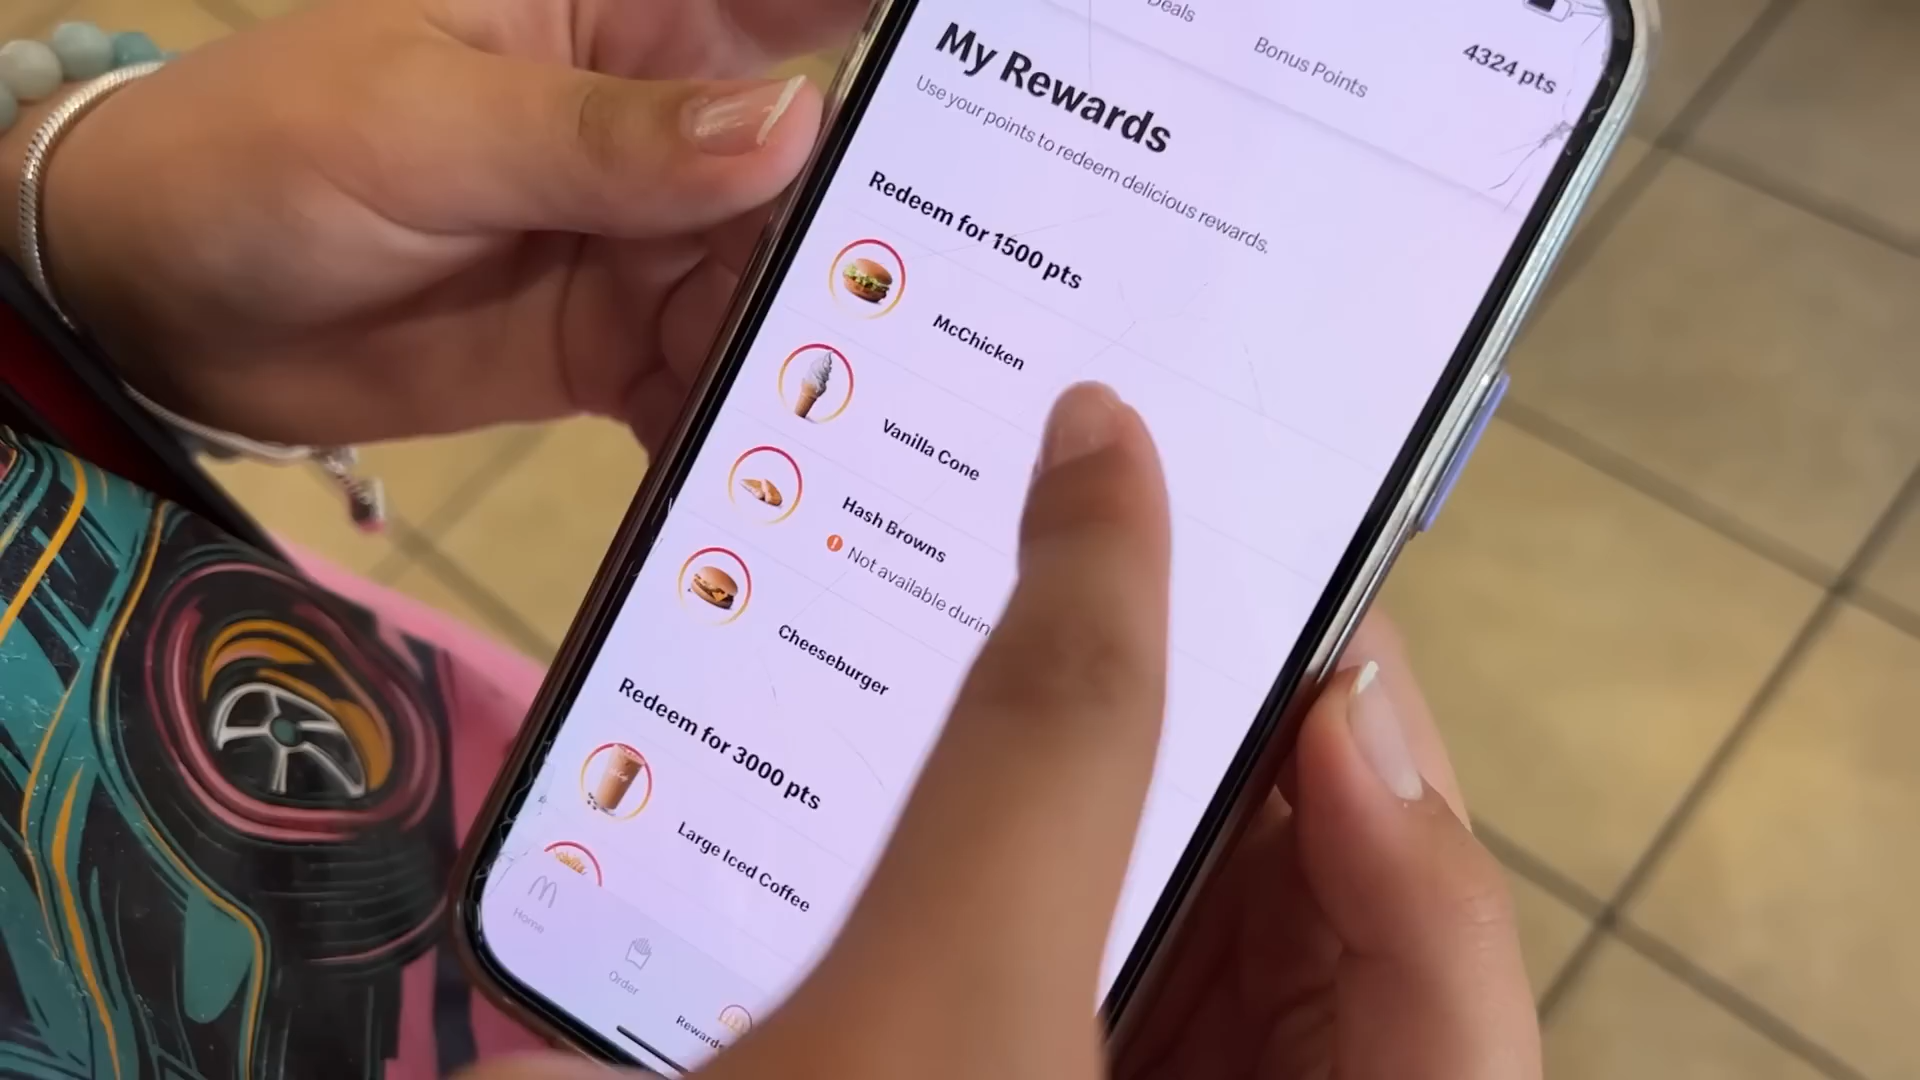 Deals
Bonus Points
4324 pts
My Rewards
Use your points to redeem delicious rewards.
Redeem for 1500 pts
McChicken
Vanilla Cone
Hash Browns
Not available durin
Cheeseburger
Redeem for 3000 pts
Large Iced Coffee
Home
Order
Rewards